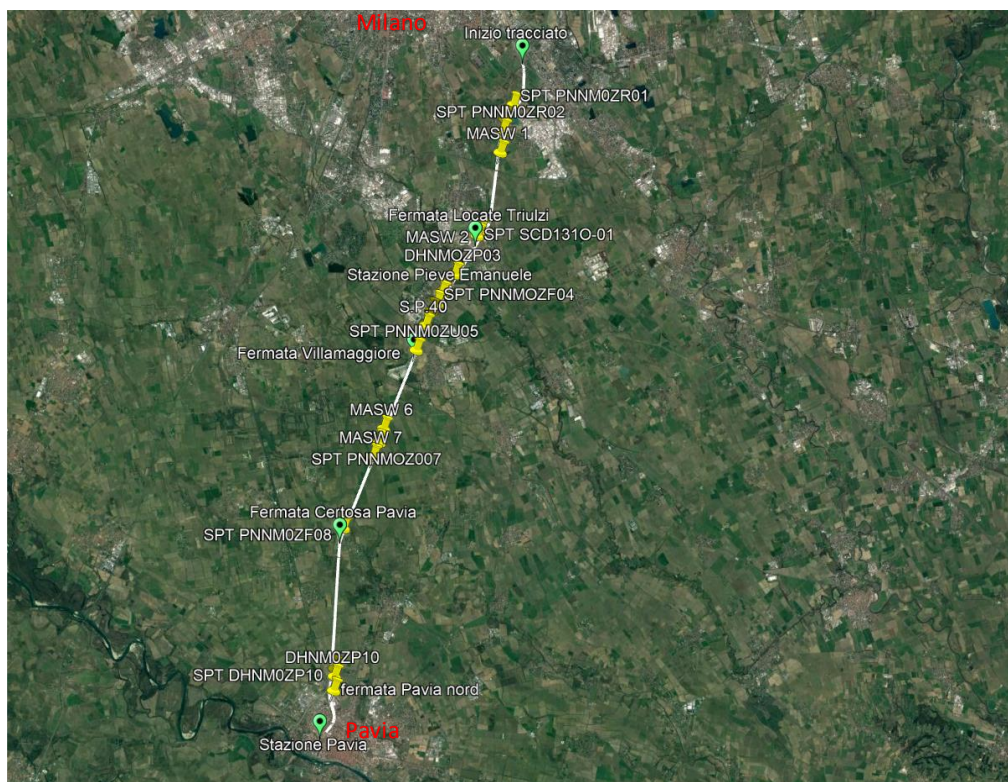 Milano
Inizio tracciato
SPT PNNM0ZR01
SPT PNNM0ZR02
MASW 1
Fermata Locate Triulzi
MASW 2
SPT SCD131O-01
DHNMOZP03
Stazione Pieve Emanuele
SPT PNNMOZF04
S-P-40
SPT PNNM0ZU05
Fermata Villamaggiore
MASW 6
MASW 7
SPT PNNMOZ007
Fermata Certosa Pavia
SPT PNNM0ZF08
DHNM0ZP10
SPT DHNM0ZP10
fermata Pavia nord
Pavia
Stazione Pavia